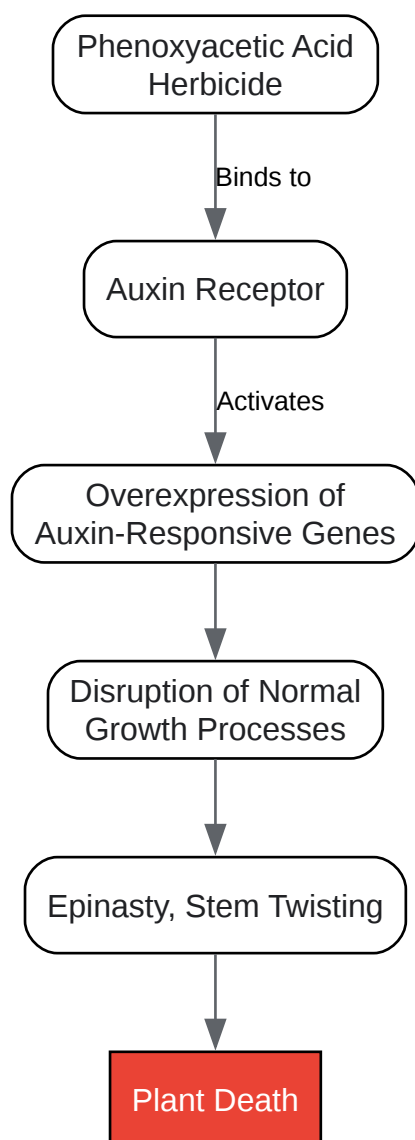 Phenoxyacetic Acid
Herbicide
Binds to
Auxin Receptor
Activates
Overexpression of
Auxin-Responsive Genes
Disruption of Normal
Growth Processes
Epinasty, Stem Twisting
Plant Death